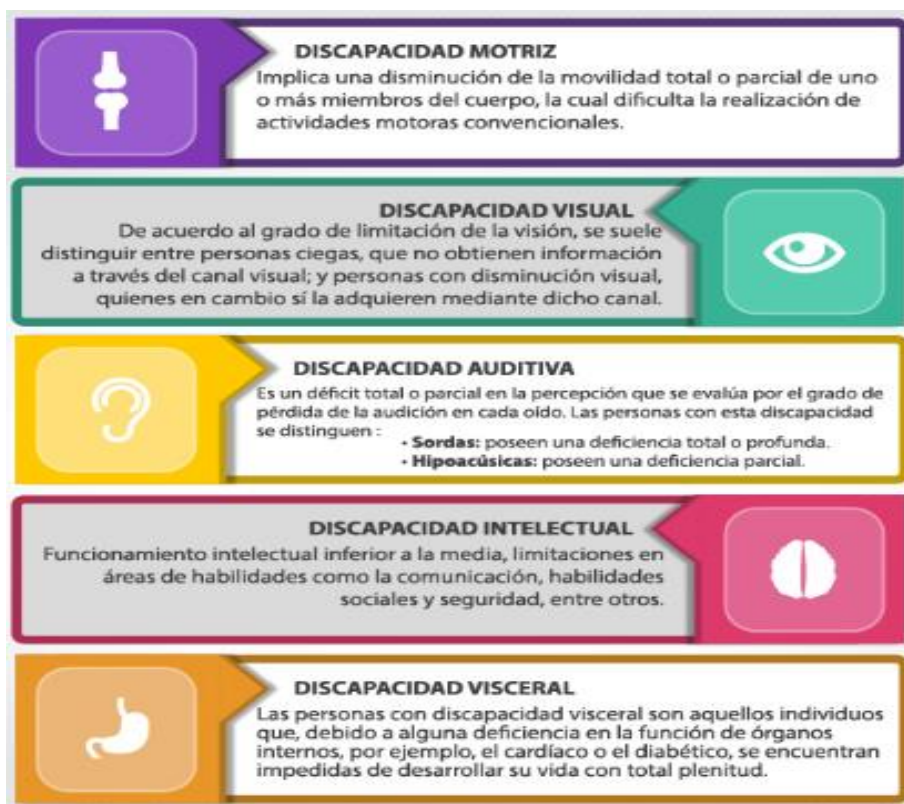 DISCAPACIDAD MOTRIZ
Implica una disminución de la movilidad total o parcial de uno
o más miembros del cuerpo, la cual dificulta la realización de
actividades motoras convencionales.
DISCAPACIDAD VISUAL
De acuerdo al grado de limitación de la visión, se suele
distinguir entre personas ciegas, que no obtienen información
a través del canal visual; y personas con disminución visual,
quienes en cambio sí la adquieren mediante dicho canal.
DISCAPACIDAD AUDITIVA
Es un déficit total o parcial en la percepción que se evalúa por el grado de
pérdida de la audición en cada oído. Las personas con esta discapacidad
se distinguen :
• Sordas: poseen una deficiencia total o profunda.
• Hipoacúsicas: poseen una deficiencia parcial.
DISCAPACIDAD INTELECTUAL
Funcionamiento intelectual inferior a la media, limitaciones en
áreas de habilidades como la comunicación, habilidades
sociales y seguridad, entre otros.
DISCAPACIDAD VISCERAL
Las personas con discapacidad visceral son aquellos individuos
que, debido a alguna deficiencia en la función de órganos
internos, por ejemplo, el cardíaco o el diabético, se encuentran
impedidas de desarrollar su vida con total plenitud.